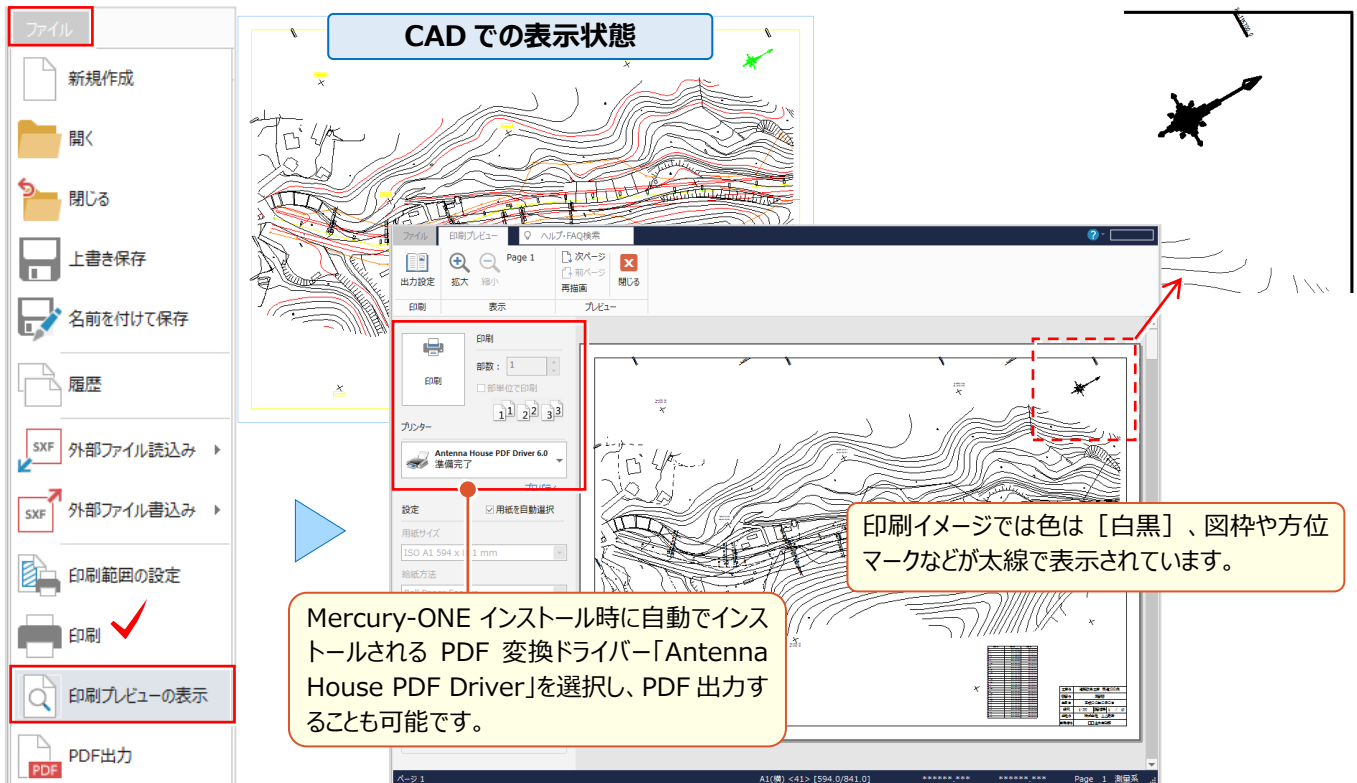 ファイル
新規作成
開く
閉じる
上書き保存
名前を付けて保存
履歴
SXF 外部ファイル読込み
SXF 外部ファイル書込み
印刷範囲の設定
印刷
印刷プレビューの表示
PDF PDF出力
CAD での表示状態
ファイル 印刷プレビュー ヘルプ・FAQ検索
出力設定 拡大 縮小 Page 1 次ページ 前ページ 再描画 閉じる
印刷 表示 プレビュー
印刷
印刷
部数： 1
部単位で印刷
1 1 2 2 3 3
プリンター
Antenna House PDF Driver 6.0
準備完了
設定 用紙を自動選択
用紙サイズ
ISO A1 594 x
1 mm
給紙方法
印刷イメージでは色は［白黒］、図枠や方位
マークなどが太線で表示されています。
Mercury-ONE インストール時に自動でインス
トールされる PDF 変換ドライバー「Antenna
House PDF Driver」を選択し、PDF 出力す
ることも可能です。
ページ 1 A1(横) <41> [594.0/841.0] ******.*** ******.*** Page 1 測量系